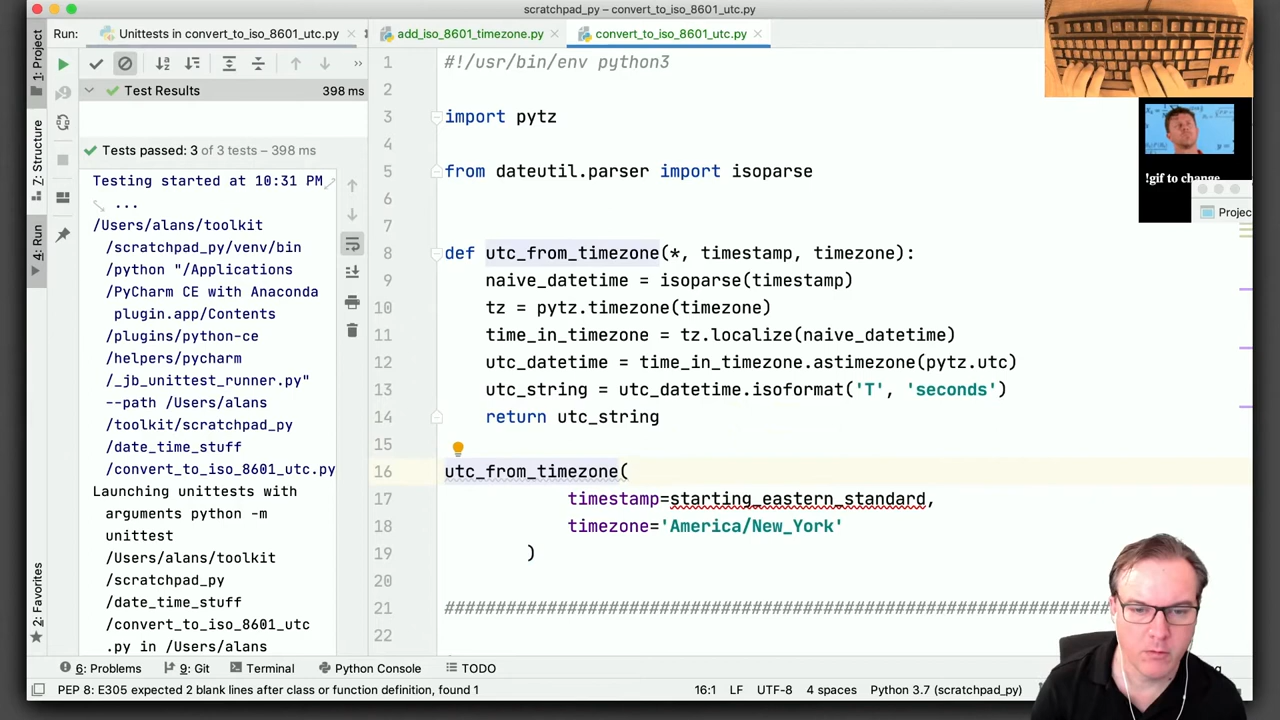 scratchpad_py – convert_to_iso_8601_utc.py
1: Project
Z: Structure
4: Run
2: Favorites
Run: Unittests in convert_to_iso_8601_utc.py
Test Results 398 ms
Tests passed: 3 of 3 tests – 398 ms
Testing started at 10:31 PM
...
/Users/alans/toolkit
/scratchpad_py/venv/bin
/python "/Applications
/PyCharm CE with Anaconda
plugin.app/Contents
/plugins/python-ce
/helpers/pycharm
/_jb_unittest_runner.py"
--path /Users/alans
/toolkit/scratchpad_py
/date_time_stuff
/convert_to_iso_8601_utc.py
Launching unittests with
arguments python -m
unittest
/Users/alans/toolkit
/scratchpad_py
/date_time_stuff
/convert_to_iso_8601_utc
.py in /Users/alans
add_iso_8601_timezone.py convert_to_iso_8601_utc.py
1 #!/usr/bin/env python3
2
3 import pytz
4
5 from dateutil.parser import isoparse
6
7
8 def utc_from_timezone(*, timestamp, timezone):
9 naive_datetime = isoparse(timestamp)
10 tz = pytz.timezone(timezone)
11 time_in_timezone = tz.localize(naive_datetime)
12 utc_datetime = time_in_timezone.astimezone(pytz.utc)
13 utc_string = utc_datetime.isoformat('T', 'seconds')
14 return utc_string
15
16 utc_from_timezone(
17 timestamp=starting_eastern_standard,
18 timezone='America/New_York'
19 )
20
21 #################################################################
22
!gif to change
Projec
6: Problems 9: Git Terminal Python Console TODO
PEP 8: E305 expected 2 blank lines after class or function definition, found 1 16:1 LF UTF-8 4 spaces Python 3.7 (scratchpad_py)